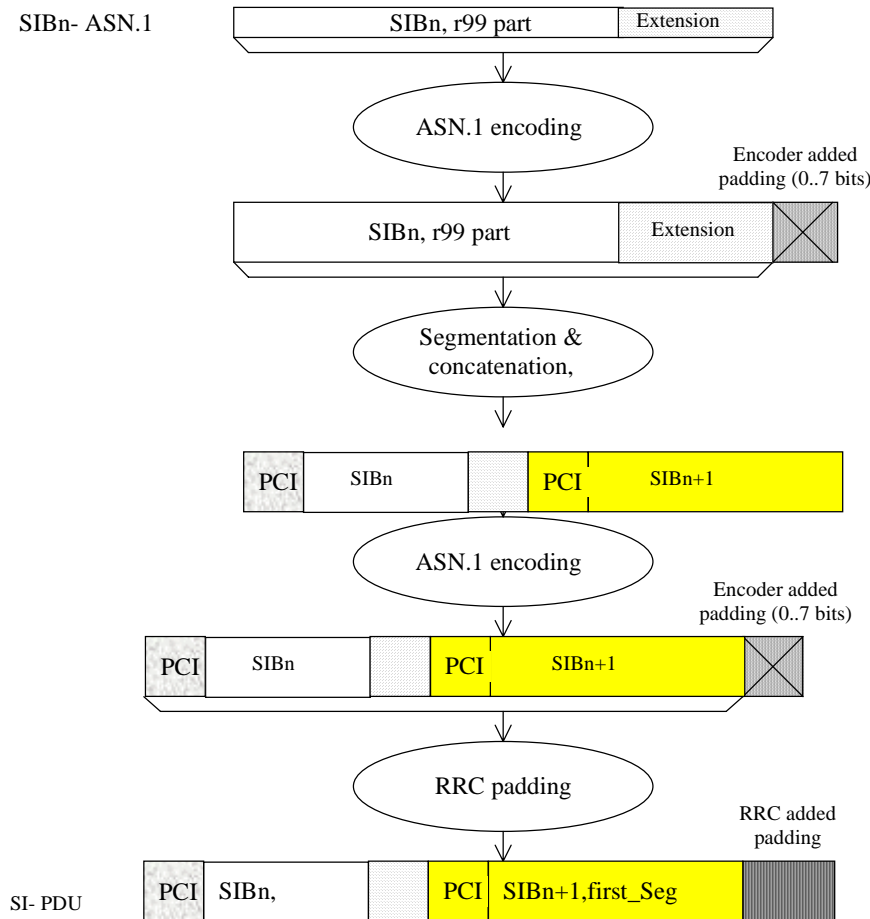 SIBn- ASN.1
SIBn, r99 part
Extension
ASN.1 encoding
Encoder added
padding (0..7 bits)
SIBn, r99 part
Extension
Segmentation &
concatenation,
PCI
SIBn
PCI
SIBn+1
ASN.1 encoding
Encoder added
padding (0..7 bits)
PCI
SIBn
PCI
SIBn+1
RRC padding
RRC added
padding
SI- PDU
PCI
SIBn,
PCI
SIBn+1,first_Seg